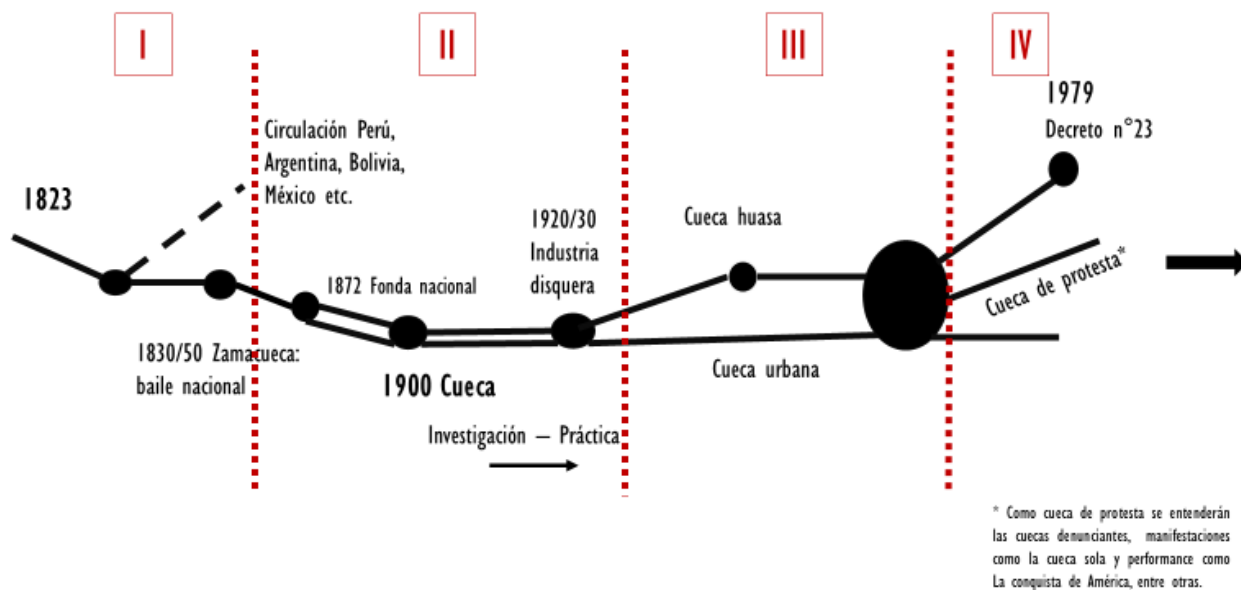 I
II
III
IV
1823
Circulación Perú,
Argentina, Bolivia,
México etc.
1830/50 Zamacueca:
baile nacional
1872 Fonda nacional
1900 Cueca
Investigación – Práctica
1920/30
Industria
disquera
Cueca huasa
Cueca urbana
1979
Decreto n°23
Cueca de protesta*
* Como cueca de protesta se entenderán
las cuecas denunciantes, manifestaciones
como la cueca sola y performance como
La conquista de América, entre otras.